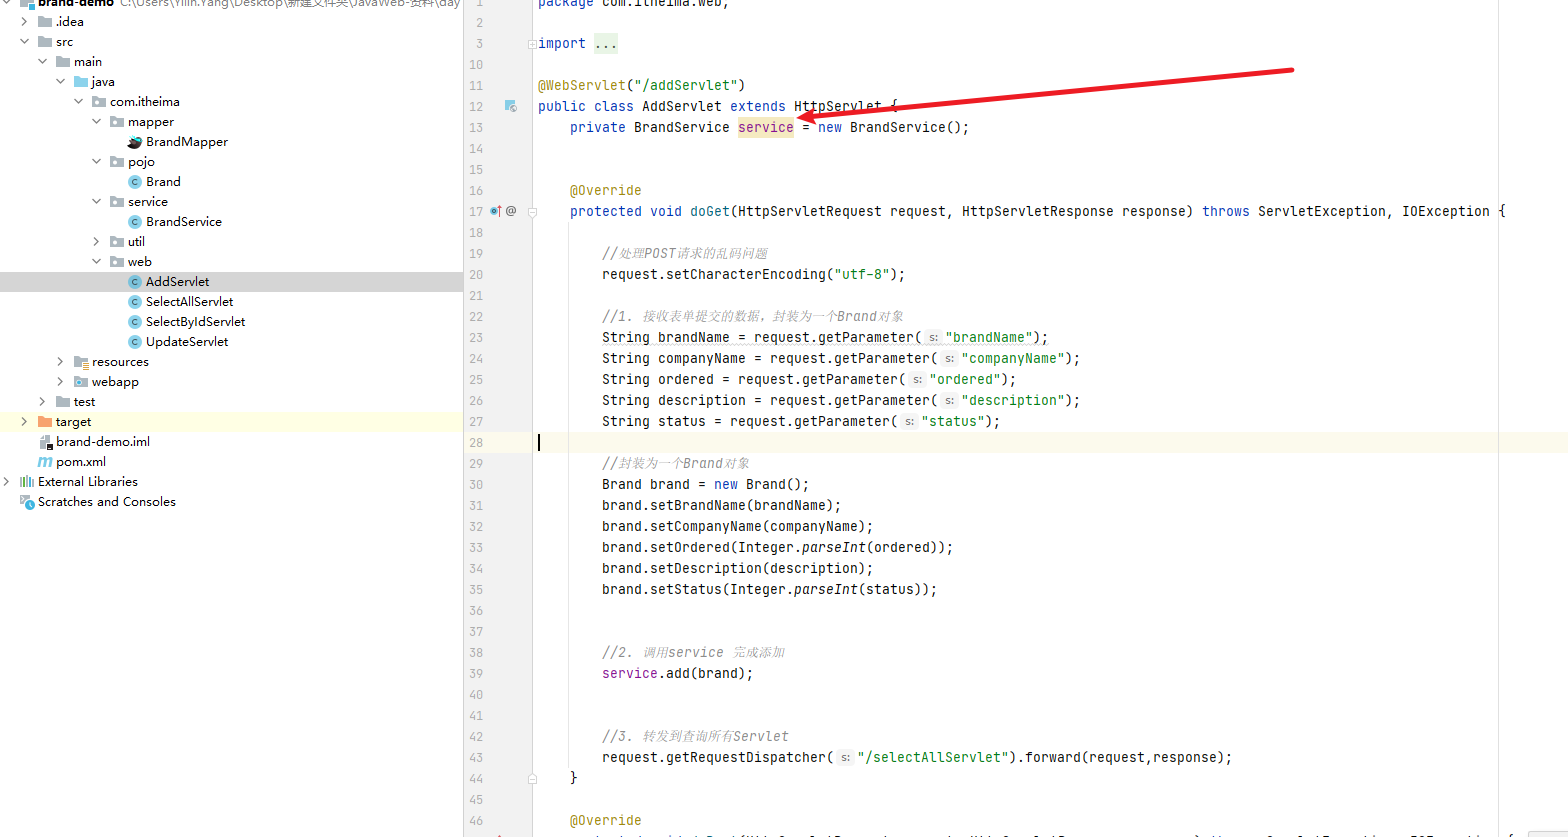 brand-demo C:\Users\Yilin.Yang\Desktop\新建文件夹\JavaWeb-资料\day
.idea
src
main
java
com.itheima
mapper
BrandMapper
pojo
Brand
service
BrandService
util
web
AddServlet
SelectAllServlet
SelectByIdServlet
UpdateServlet
resources
webapp
test
target
brand-demo.iml
pom.xml
External Libraries
Scratches and Consoles
1 package com.itheima.web;
2
3 import ...
10
11 @WebServlet("/addServlet")
12 public class AddServlet extends HttpServlet {
13 private BrandService service = new BrandService();
14
15
16 @Override
17 protected void doGet(HttpServletRequest request, HttpServletResponse response) throws ServletException, IOException {
18
19 //处理POST请求的乱码问题
20 request.setCharacterEncoding("utf-8");
21
22 //1. 接收表单提交的数据，封装为一个Brand对象
23 String brandName = request.getParameter( s: "brandName");
24 String companyName = request.getParameter( s: "companyName");
25 String ordered = request.getParameter( s: "ordered");
26 String description = request.getParameter( s: "description");
27 String status = request.getParameter( s: "status");
28
29 //封装为一个Brand对象
30 Brand brand = new Brand();
31 brand.setBrandName(brandName);
32 brand.setCompanyName(companyName);
33 brand.setOrdered(Integer.parseInt(ordered));
34 brand.setDescription(description);
35 brand.setStatus(Integer.parseInt(status));
36
37
38 //2. 调用service 完成添加
39 service.add(brand);
40
41
42 //3. 转发到查询所有Servlet
43 request.getRequestDispatcher( s: "/selectAllServlet").forward(request,response);
44 }
45
46 @Override